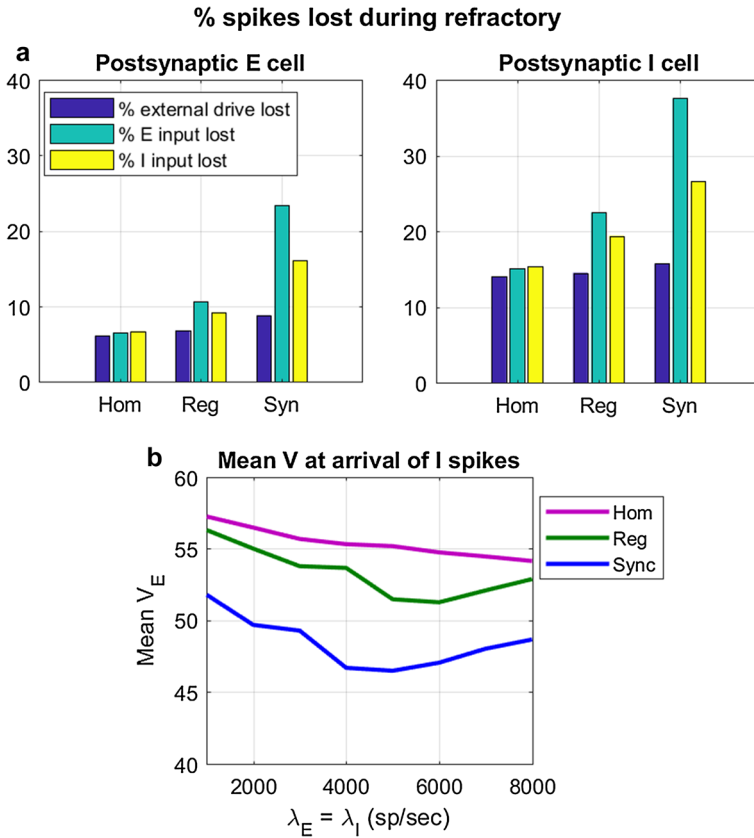 % spikes lost during refractory
a
Postsynaptic E cell
40
30
20
10
0
% external drive lost
% E input lost
% I input lost
Hom Reg Syn
Postsynaptic I cell
40
30
20
10
0
Hom Reg Syn
b
Mean V at arrival of I spikes
60
55
50
45
40
Mean V_E
2000 4000 6000 8000
λ_E = λ_I (sp/sec)
Hom
Reg
Sync